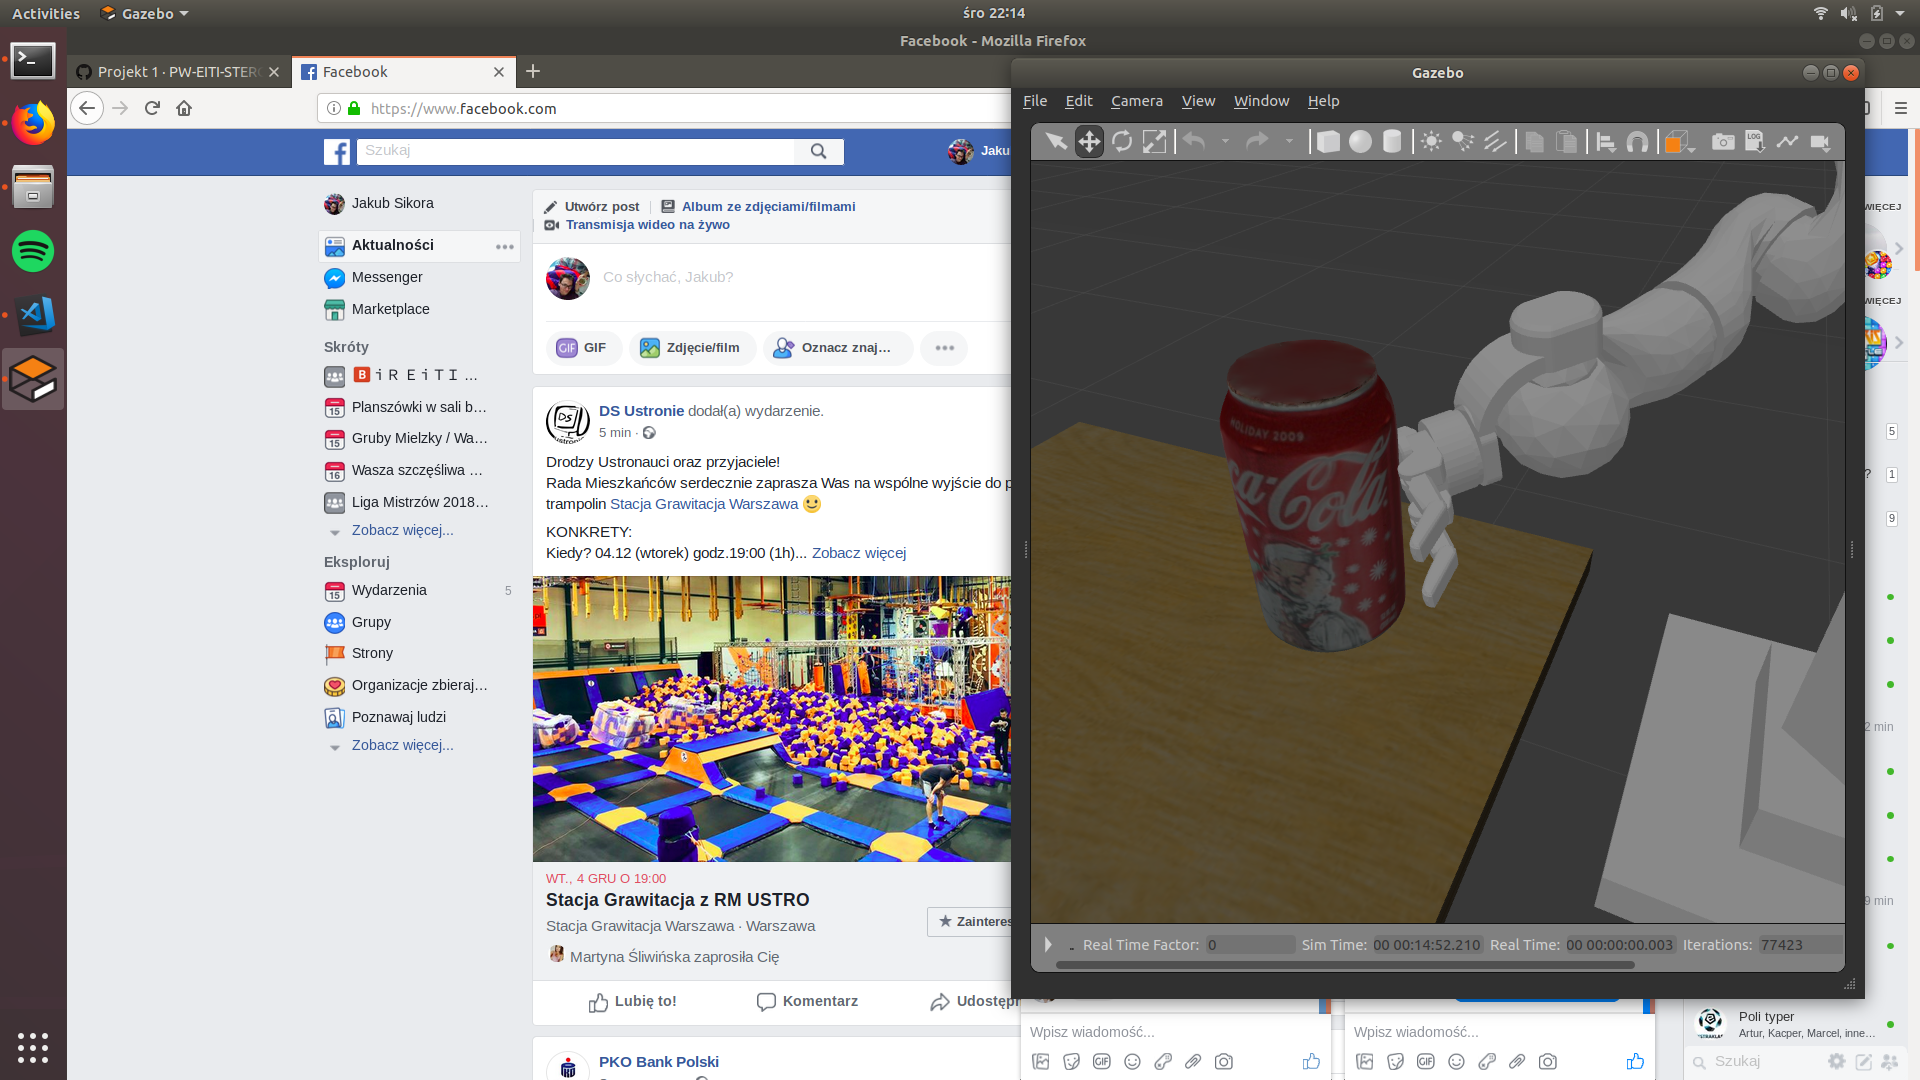 Activities
Gazebo
śro 22:14
Facebook - Mozilla Firefox
Projekt 1 · PW-EITI-STERO
Facebook
https://www.facebook.com
Szukaj
Jaku
Jakub Sikora
Aktualności
Messenger
Marketplace
Skróty
B i R E i T I ...
Planszówki w sali b...
Gruby Mielzky / Wa...
Wasza szczęśliwa ...
Liga Mistrzów 2018...
Zobacz więcej...
Eksploruj
Wydarzenia 5
Grupy
Strony
Organizacje zbieraj...
Poznawaj ludzi
Zobacz więcej...
Utwórz post
Album ze zdjęciami/filmami
Transmisja wideo na żywo
Co słychać, Jakub?
GIF
Zdjęcie/film
Oznacz znaj...
DS Ustronie dodał(a) wydarzenie.
5 min ·
Drodzy Ustronauci oraz przyjaciele!
Rada Mieszkańców serdecznie zaprasza Was na wspólne wyjście do p
trampolin Stacja Grawitacja Warszawa 🙂
KONKRETY:
Kiedy? 04.12 (wtorek) godz.19:00 (1h)... Zobacz więcej
WT., 4 GRU O 19:00
Stacja Grawitacja z RM USTRO
Stacja Grawitacja Warszawa · Warszawa
★ Zainteres
Martyna Śliwińska zaprosiła Cię
Lubię to!
Komentarz
Udostępn
PKO Bank Polski
Gazebo
File Edit Camera View Window Help
LOG
HOLIDAY 2009
ca-Cola
Real Time Factor: 0 Sim Time: 00 00:14:52.210 Real Time: 00 00:00:00.003 Iterations: 77423
WIĘCEJ
WIĘCEJ
5
? 1
9
2 min
9 min
Wpisz wiadomość...
GIF
Wpisz wiadomość...
GIF
Poli typer
Artur, Kacper, Marcel, inne...
Szukaj